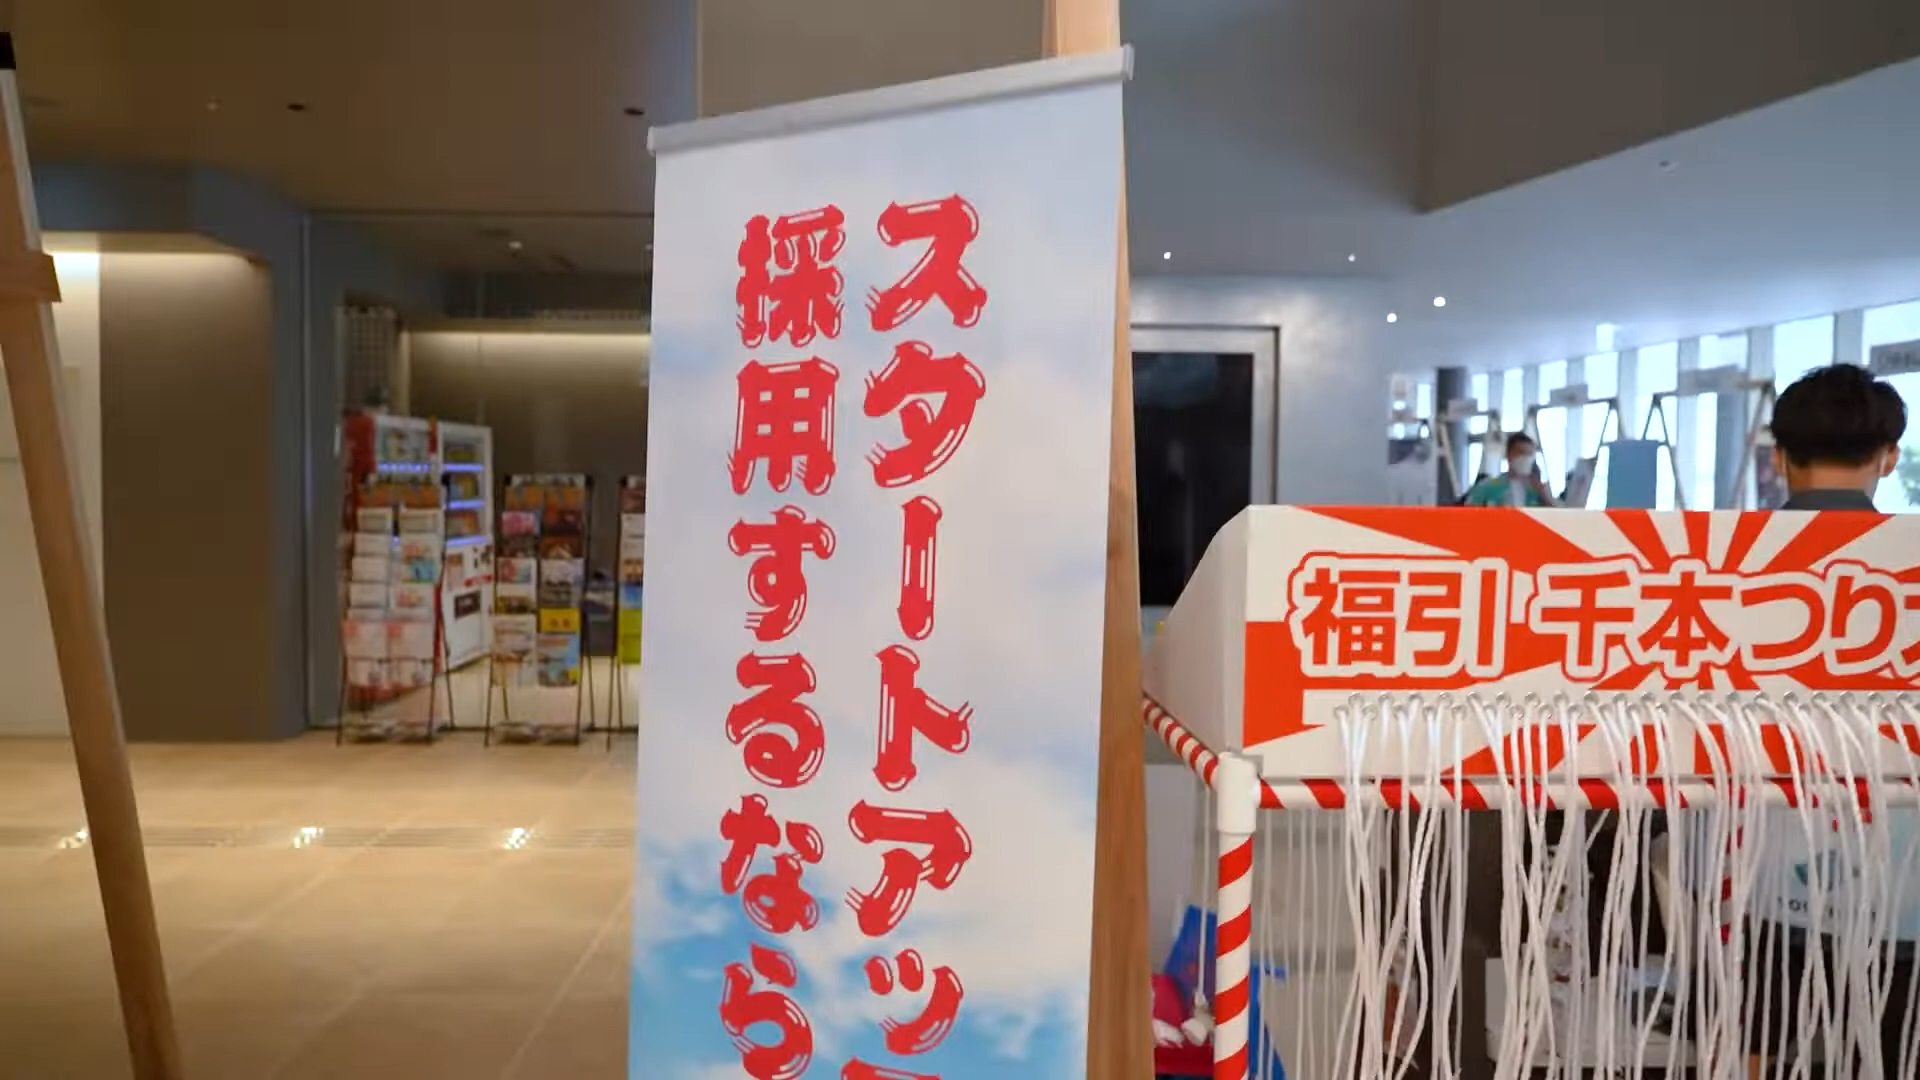 スタートアッ
採用するなら
福引 千本つり